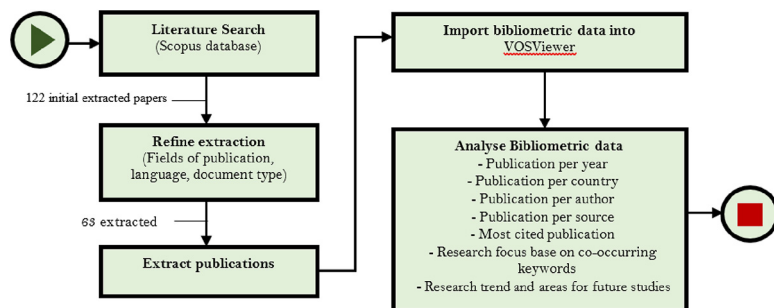 Literature Search
(Scopus database)
122 initial extracted papers
Refine extraction
(Fields of publication,
language, document type)
63 extracted
Extract publications
Import bibliometric data into
VOSViewer
Analyse Bibliometric data
- Publication per year
- Publication per country
- Publication per author
- Publication per source
- Most cited publication
- Research focus base on co-occurring
keywords
- Research trend and areas for future studies